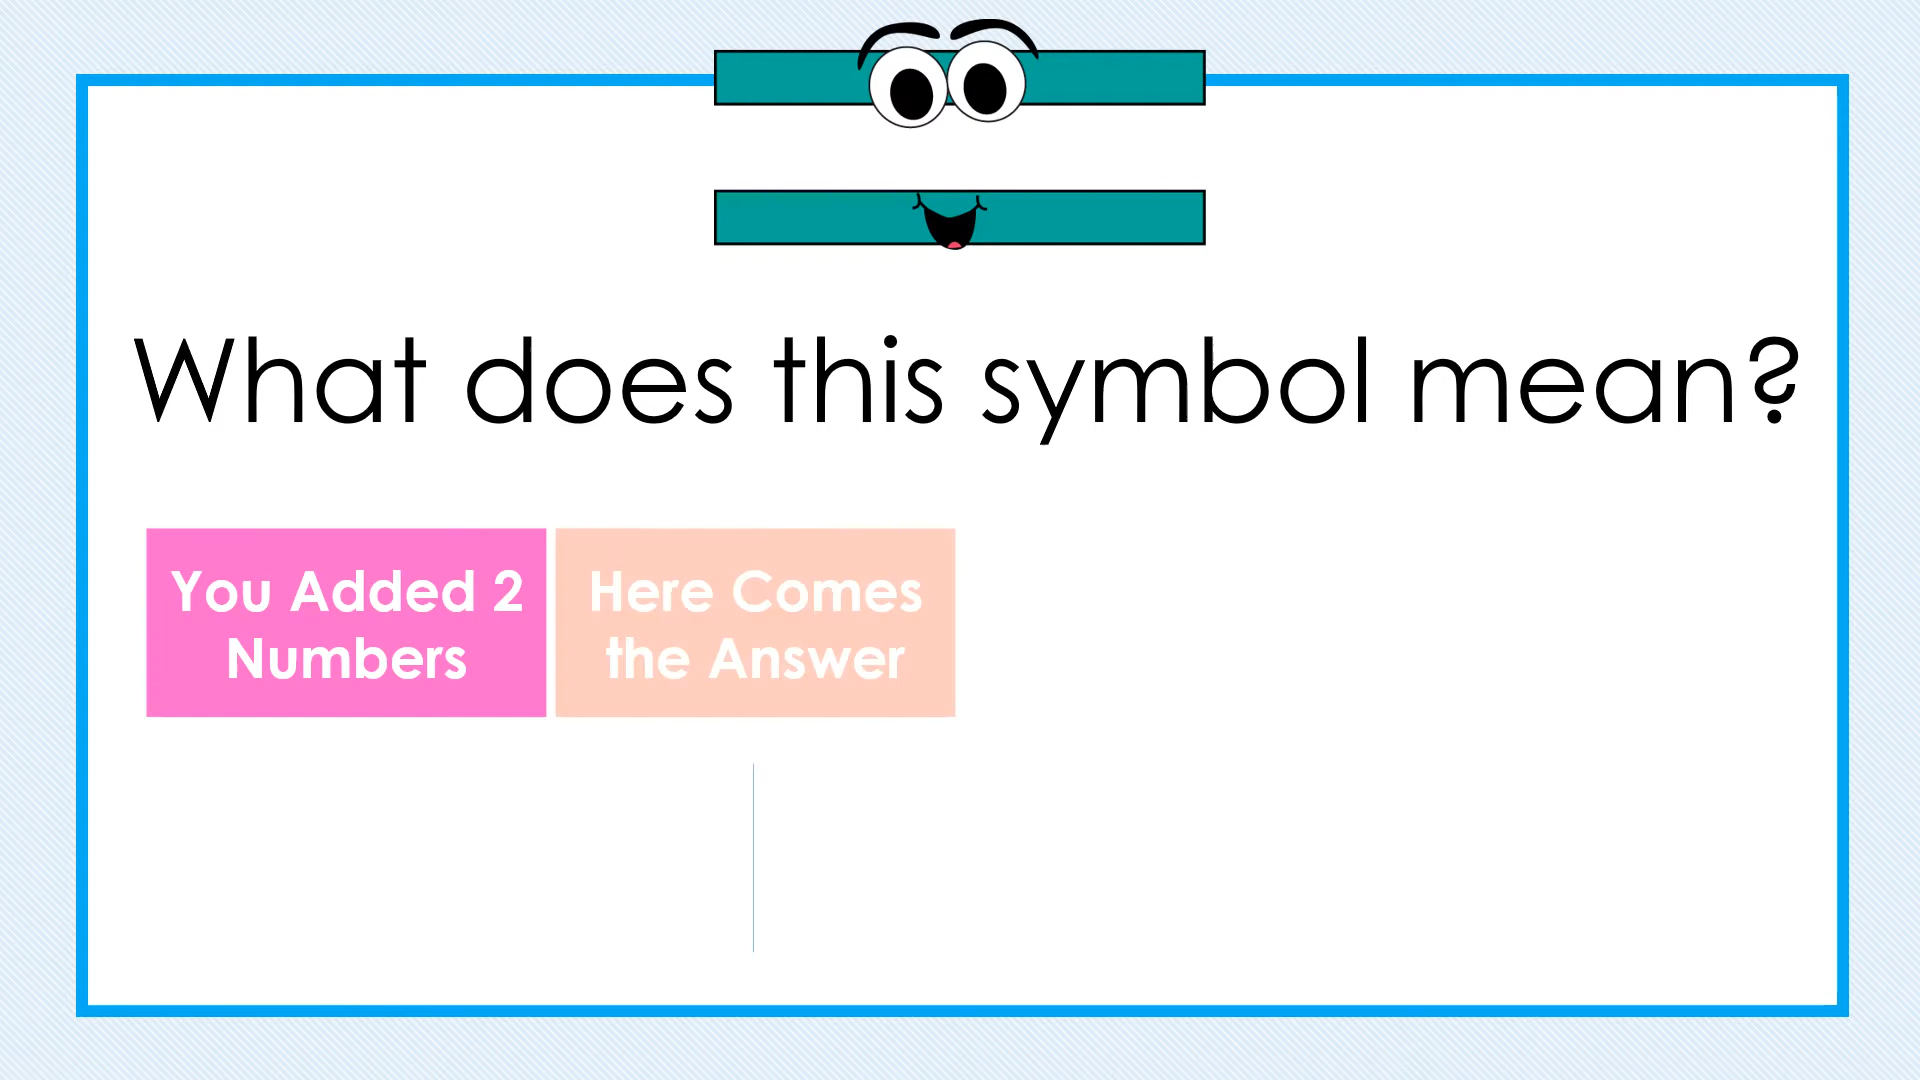 What does this symbol mean?
You Added 2
Numbers
Here Comes
the Answer